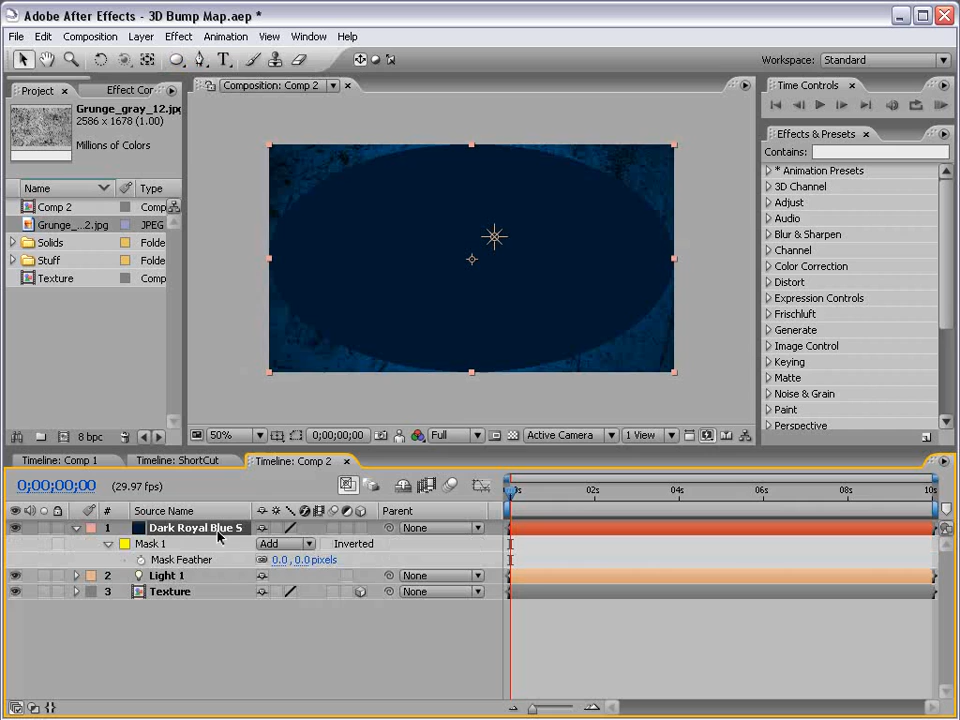 Adobe After Effects - 3D Bump Map.aep *
File Edit Composition Layer Effect Animation View Window Help
Workspace: Standard
Project Effect Cor
Composition: Comp 2
Time Controls
Grunge_gray_12.jpg
2586 x 1678 (1.00)
Millions of Colors
Effects & Presets
Contains:
Name Type
* Animation Presets
3D Channel
Adjust
Audio
Blur & Sharpen
Channel
Color Correction
Distort
Expression Controls
Frischluft
Generate
Image Control
Keying
Matte
Noise & Grain
Paint
Perspective
Comp 2 Comp
Grunge_...2.jpg JPEG
Solids Folde
Stuff Folde
Texture Comp
8 bpc
50% 0;00;00;00 Full Active Camera 1 View
Timeline: Comp 1 Timeline: ShortCut Timeline: Comp 2
0;00;00;00 (29.97 fps)
# Source Name Parent
02s 04s 06s 08s 10s
1 Dark Royal Blue S None
Mask 1 Add Inverted
Mask Feather 0.0, 0.0 pixels
2 Light 1 None
3 Texture None